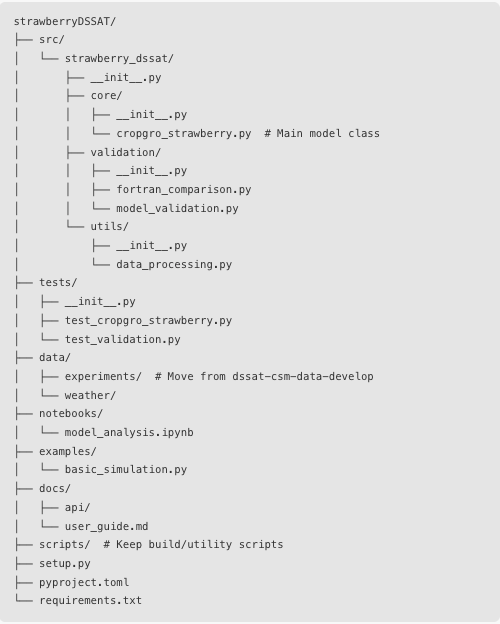 strawberryDSSAT/
├── src/
│   └── strawberry_dssat/
│       ├── __init__.py
│       ├── core/
│       │   ├── __init__.py
│       │   └── cropgro_strawberry.py  # Main model class
│       ├── validation/
│       │   ├── __init__.py
│       │   ├── fortran_comparison.py
│       │   └── model_validation.py
│       └── utils/
│           ├── __init__.py
│           └── data_processing.py
├── tests/
│   ├── __init__.py
│   ├── test_cropgro_strawberry.py
│   └── test_validation.py
├── data/
│   ├── experiments/  # Move from dssat-csm-data-develop
│   └── weather/
├── notebooks/
│   └── model_analysis.ipynb
├── examples/
│   └── basic_simulation.py
├── docs/
│   ├── api/
│   └── user_guide.md
├── scripts/  # Keep build/utility scripts
├── setup.py
├── pyproject.toml
└── requirements.txt